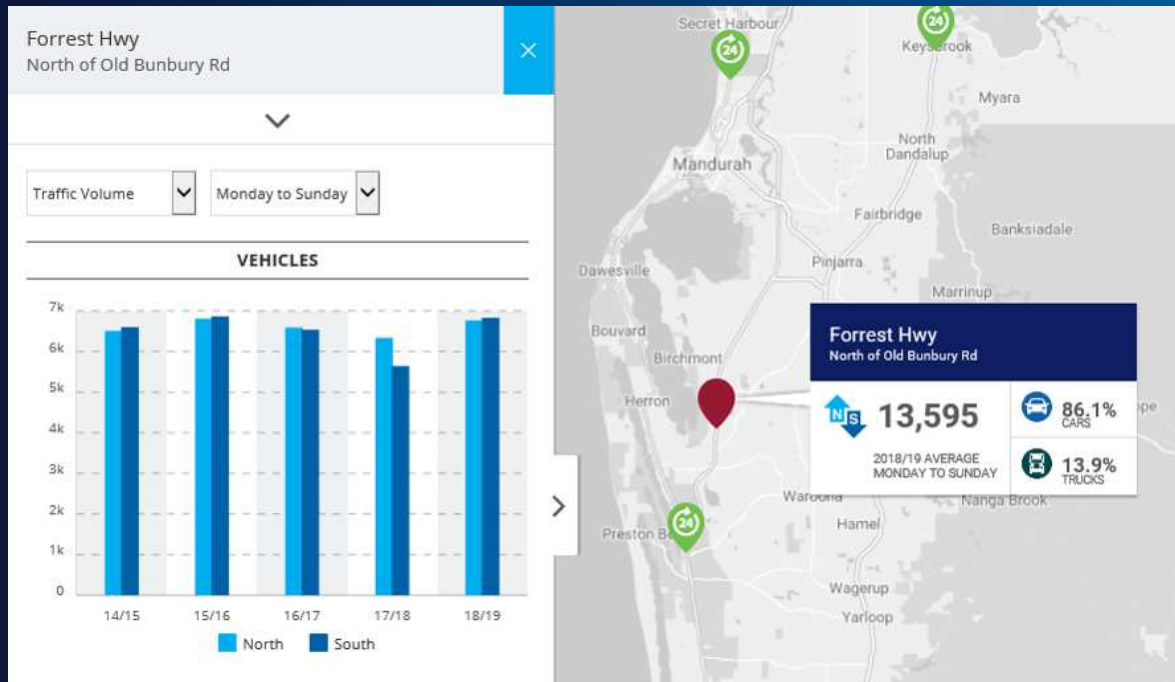 Forrest Hwy
North of Old Bunbury Rd
Traffic Volume
Monday to Sunday
VEHICLES
7k
6k
5k
4k
3k
2k
1k
0
14/15 15/16 16/17 17/18 18/19
North South
Secret Harbour
24
24
Keysbrook
Myara
North
Dandalup
Mandurah
Fairbridge
Banksiadale
Dawesville
Pinjarra
Marrinup
Bouvard
Birchmont
Herron
Forrest Hwy
North of Old Bunbury Rd
N S
13,595
2018/19 AVERAGE
MONDAY TO SUNDAY
86.1%
CARS
13.9%
TRUCKS
ope
Waroona
Nanga Brook
24
Preston Be
Hamel
Wagerup
Yarloop